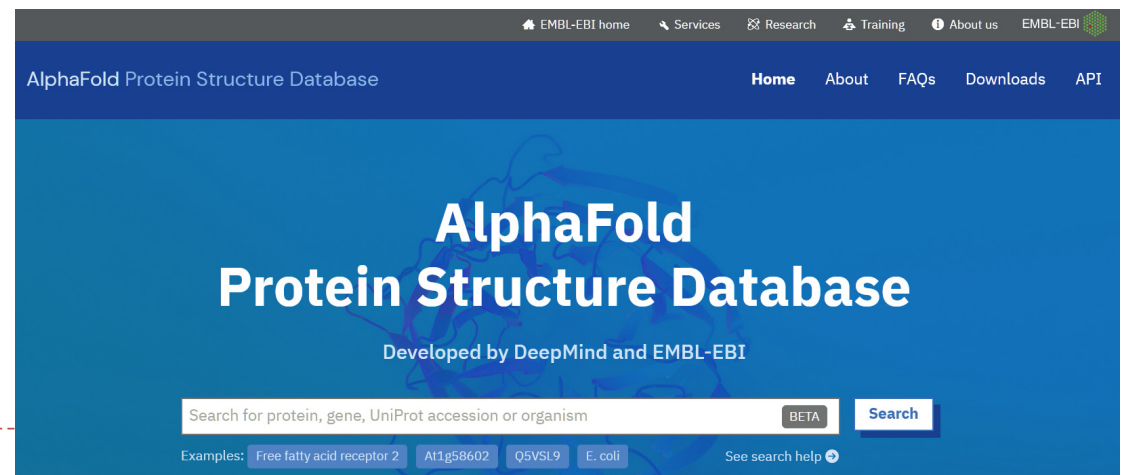 EMBL-EBI home Services Research Training About us EMBL-EBI
AlphaFold Protein Structure Database Home About FAQs Downloads API
AlphaFold
Protein Structure Database
Developed by DeepMind and EMBL-EBI
Search for protein, gene, UniProt accession or organism BETA Search
Examples: Free fatty acid receptor 2 At1g58602 Q5VSL9 E. coli See search help